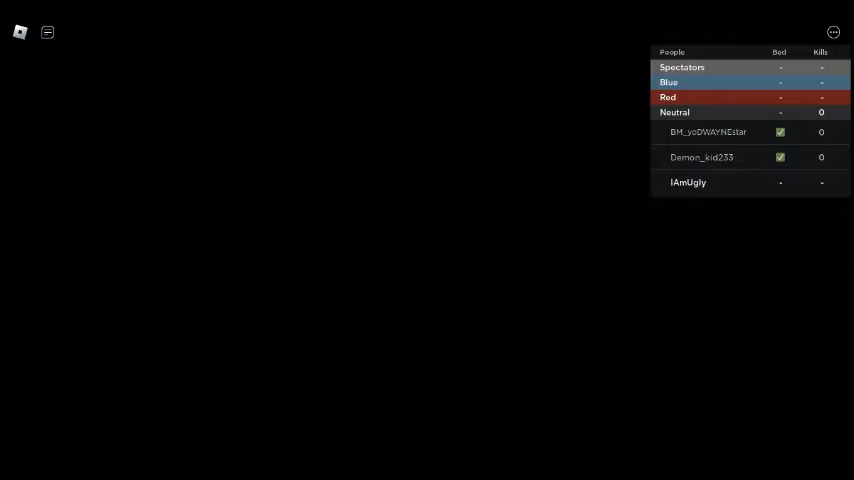 People Bed Kills
Spectators - -
Blue - -
Red - -
Neutral - 0
BM_yoDWAYNEstar ✅ 0
Demon_kid233 ✅ 0
IAmUgly - -